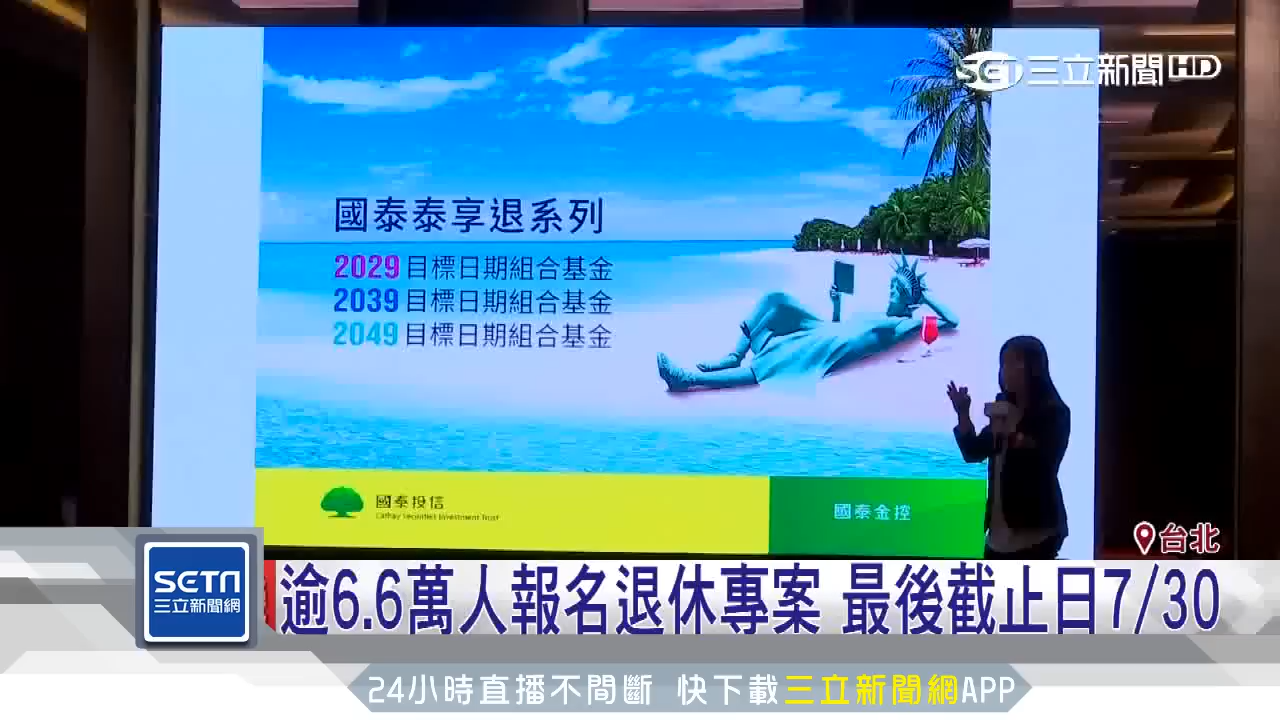 SET 三立新聞HD
國泰泰享退系列
2029目標日期組合基金
2039目標日期組合基金
2049目標日期組合基金
國泰投信
Cathay Securities Investment Trust
國泰金控
台北
SETN
三立新聞網
逾6.6萬人報名退休專案 最後截止日7/30
24小時直播不間斷 快下載三立新聞網APP